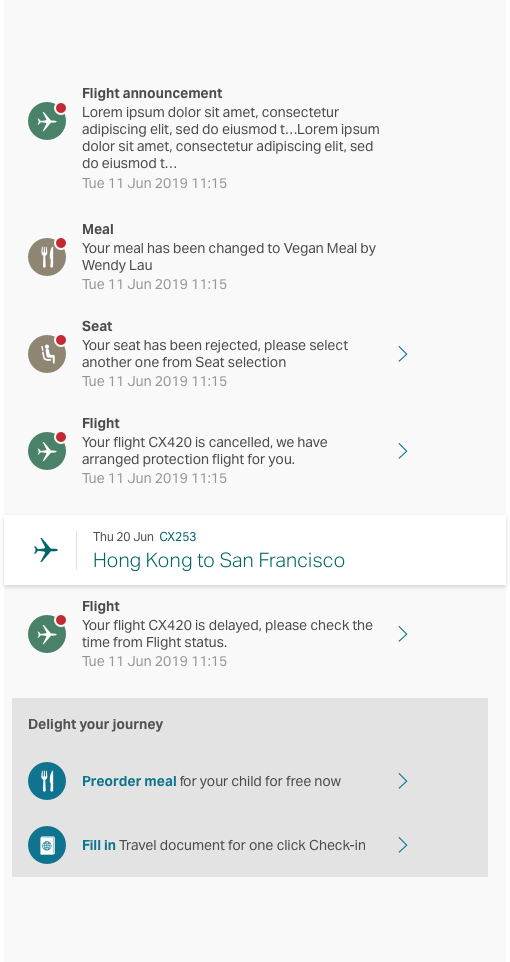 Flight announcement
Lorem ipsum dolor sit amet, consectetur
adipiscing elit, sed do eiusmod t...Lorem ipsum
dolor sit amet, consectetur adipiscing elit, sed
do eiusmod t...
Tue 11 Jun 2019 11:15
Meal
Your meal has been changed to Vegan Meal by
Wendy Lau
Tue 11 Jun 2019 11:15
Seat
Your seat has been rejected, please select
another one from Seat selection
Tue 11 Jun 2019 11:15
Flight
Your flight CX420 is cancelled, we have
arranged protection flight for you.
Tue 11 Jun 2019 11:15
Thu 20 Jun CX253
Hong Kong to San Francisco
Flight
Your flight CX420 is delayed, please check the
time from Flight status.
Tue 11 Jun 2019 11:15
Delight your journey
Preorder meal for your child for free now
Fill in Travel document for one click Check-in